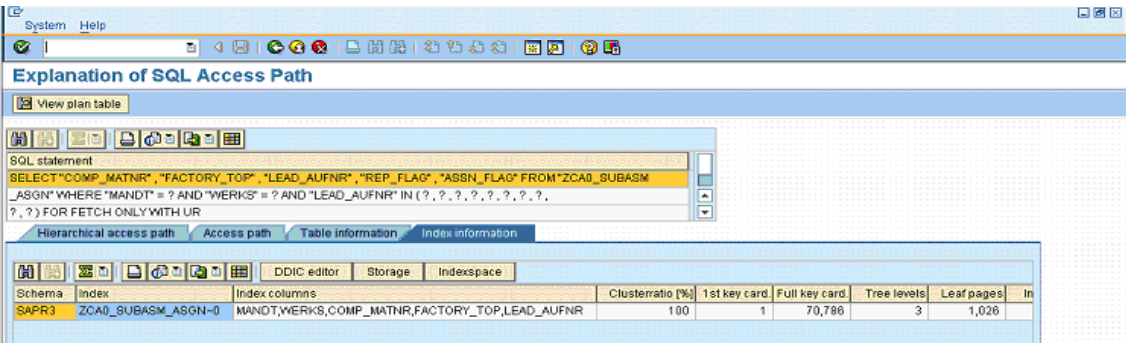 System Help
Explanation of SQL Access Path
View plan table
SQL statement
SELECT "COMP_MATNR" , "FACTORY_TOP" , "LEAD_AUFNR" , "REP_FLAG" , "ASSN_FLAG" FROM "ZCA0_SUBASM
_ASGN" WHERE "MANDT" = ? AND "WERKS" = ? AND "LEAD_AUFNR" IN ( ? , ? , ? , ? , ? , ? , ? , ? ,
? , ? ) FOR FETCH ONLY WITH UR
Hierarchical access path Access path Table information Index information
DDIC editor Storage Indexspace
Schema Index Index columns Clusterratio [%] 1st key card. Full key card. Tree levels Leaf pages In
SAPR3 ZCA0_SUBASM_ASGN~0 MANDT,WERKS,COMP_MATNR,FACTORY_TOP,LEAD_AUFNR 100 1 70,786 3 1,026